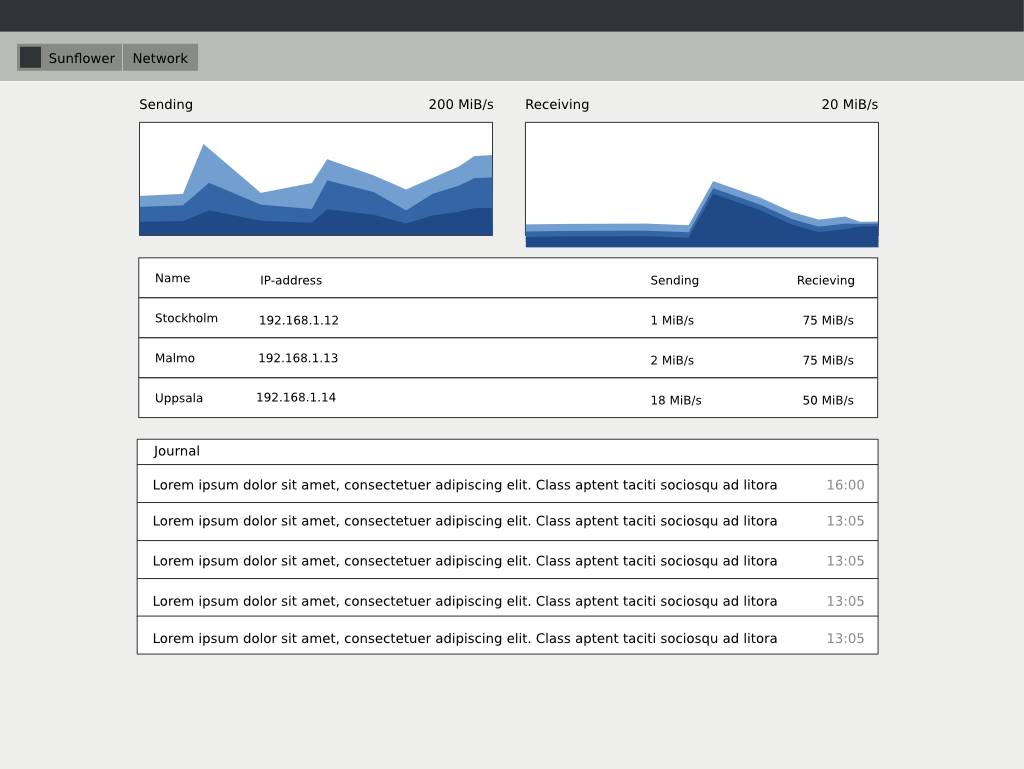 Sunflower Network
Sending 200 MiB/s Receiving 20 MiB/s
Name IP-address Sending Recieving
Stockholm 192.168.1.12 1 MiB/s 75 MiB/s
Malmo 192.168.1.13 2 MiB/s 75 MiB/s
Uppsala 192.168.1.14 18 MiB/s 50 MiB/s
Journal
Lorem ipsum dolor sit amet, consectetuer adipiscing elit. Class aptent taciti sociosqu ad litora 16:00
Lorem ipsum dolor sit amet, consectetuer adipiscing elit. Class aptent taciti sociosqu ad litora 13:05
Lorem ipsum dolor sit amet, consectetuer adipiscing elit. Class aptent taciti sociosqu ad litora 13:05
Lorem ipsum dolor sit amet, consectetuer adipiscing elit. Class aptent taciti sociosqu ad litora 13:05
Lorem ipsum dolor sit amet, consectetuer adipiscing elit. Class aptent taciti sociosqu ad litora 13:05